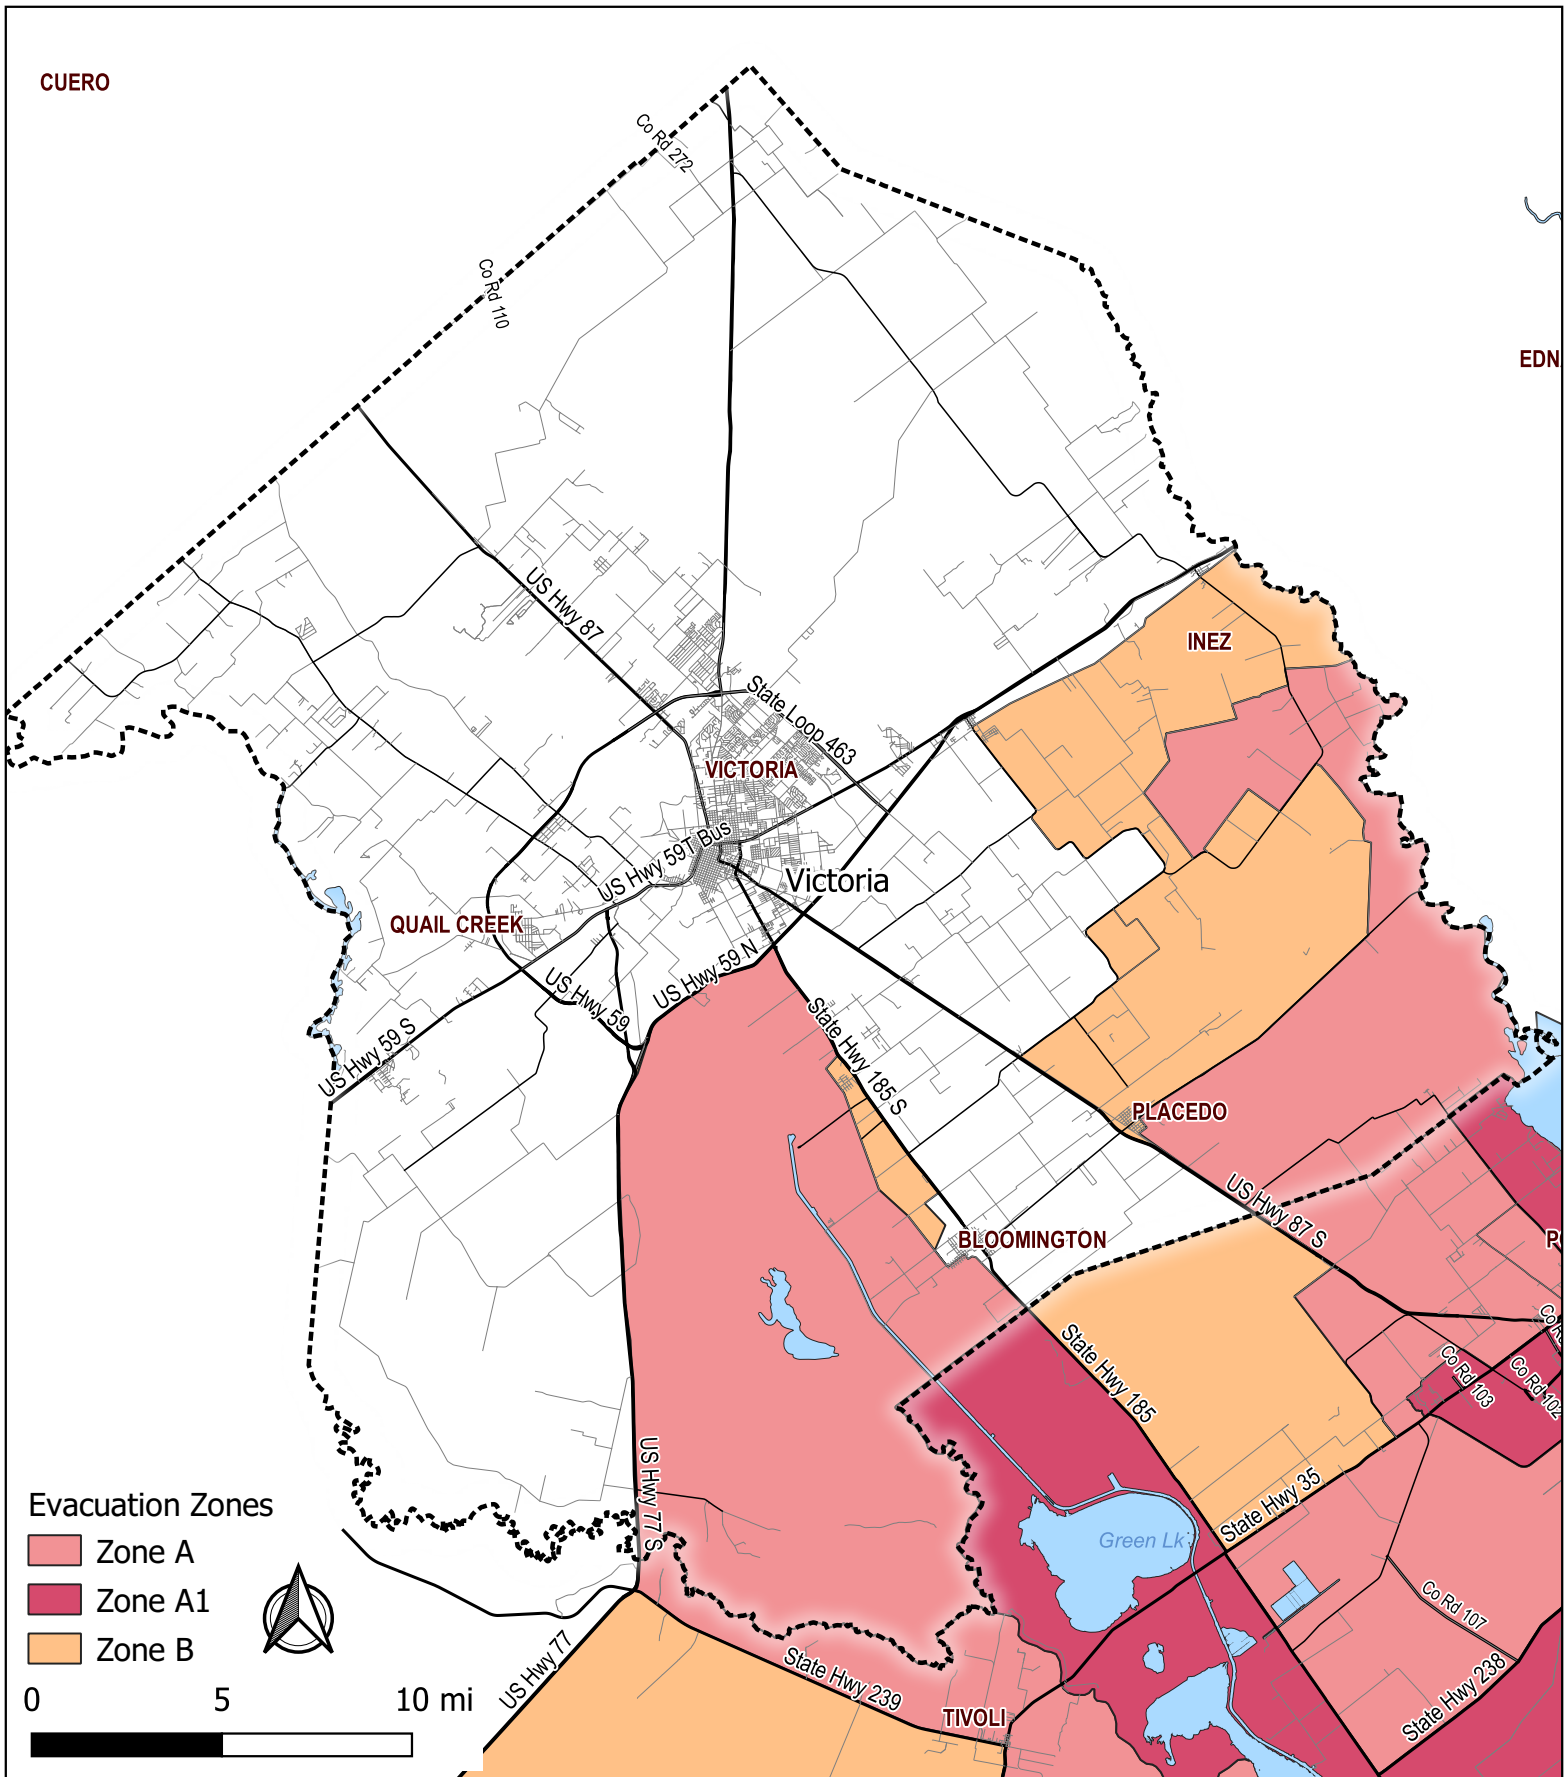 CUERO
Co Rd 272
Co Rd 110
EDN
US Hwy 87
INEZ
State Loop 463
VICTORIA
US Hwy 59T Bus
Victoria
QUAIL CREEK
US Hwy 59 N
US Hwy 59
US Hwy 59 S
State Hwy 185 S
PLACEDO
US Hwy 87 S
BLOOMINGTON
State Hwy 185
Co Rd 103
Co Rd 102
US Hwy 77 S
State Hwy 35
Green Lk
Co Rd 107
State Hwy 238
US Hwy 77
State Hwy 239
TIVOLI
Evacuation Zones
Zone A
Zone A1
Zone B
0 5 10 mi